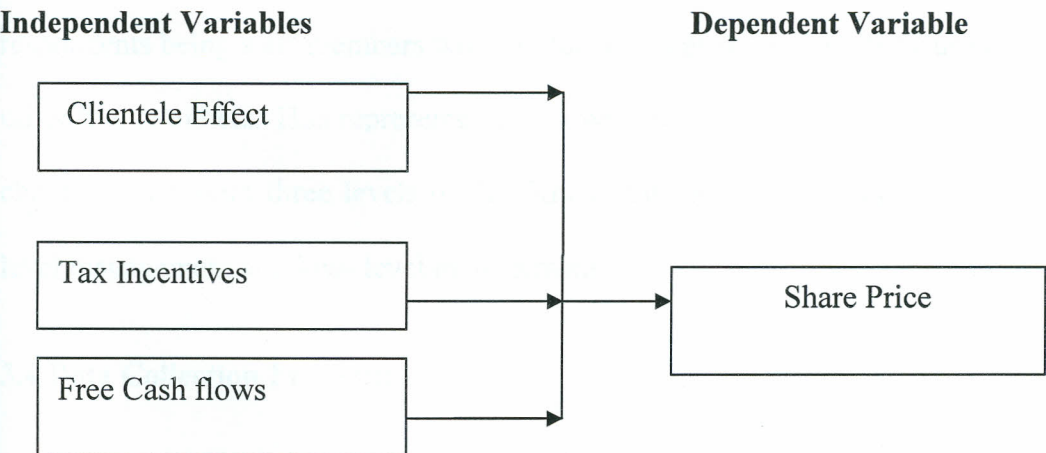 Independent Variables
Dependent Variable
Clientele Effect
Tax Incentives
Share Price
Free Cash flows